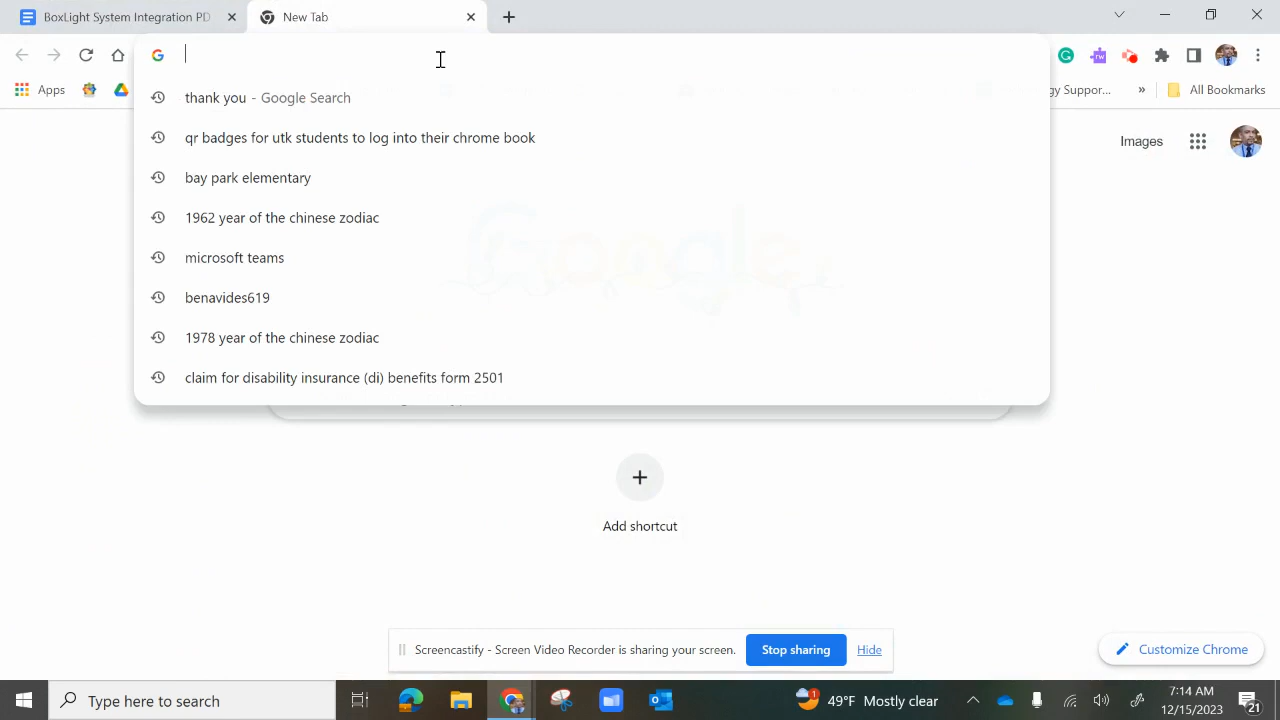 BoxLight System Integration PD
New Tab
Apps
gy Suppor...
»
All Bookmarks
thank you - Google Search
qr badges for utk students to log into their chrome book
bay park elementary
1962 year of the chinese zodiac
microsoft teams
benavides619
1978 year of the chinese zodiac
claim for disability insurance (di) benefits form 2501
Images
Google
Add shortcut
Screencastify - Screen Video Recorder is sharing your screen.
Stop sharing
Hide
Customize Chrome
Type here to search
1
49°F Mostly clear
7:14 AM
12/15/2023
21